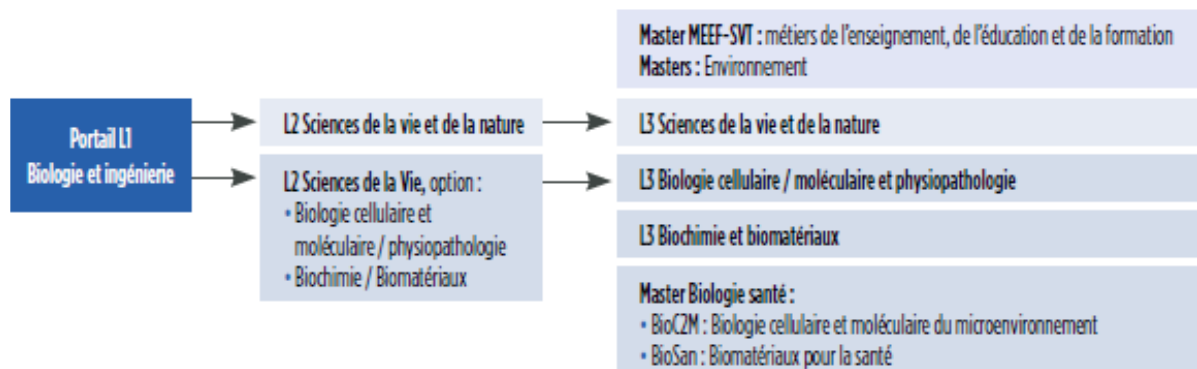 Master MEEF-SVT : métiers de l'enseignement, de l'éducation et de la formation
Masters : Environnement
Portail L1
Biologie et ingénierie
L2 Sciences de la vie et de la nature
L3 Sciences de la vie et de la nature
L2 Sciences de la Vie, option :
• Biologie cellulaire et
moléculaire / physiopathologie
• Biochimie / Biomatériaux
L3 Biologie cellulaire / moléculaire et physiopathologie
L3 Biochimie et biomatériaux
Master Biologie santé :
• BioC2M : Biologie cellulaire et moléculaire du microenvironnement
• BioSan : Biomatériaux pour la santé